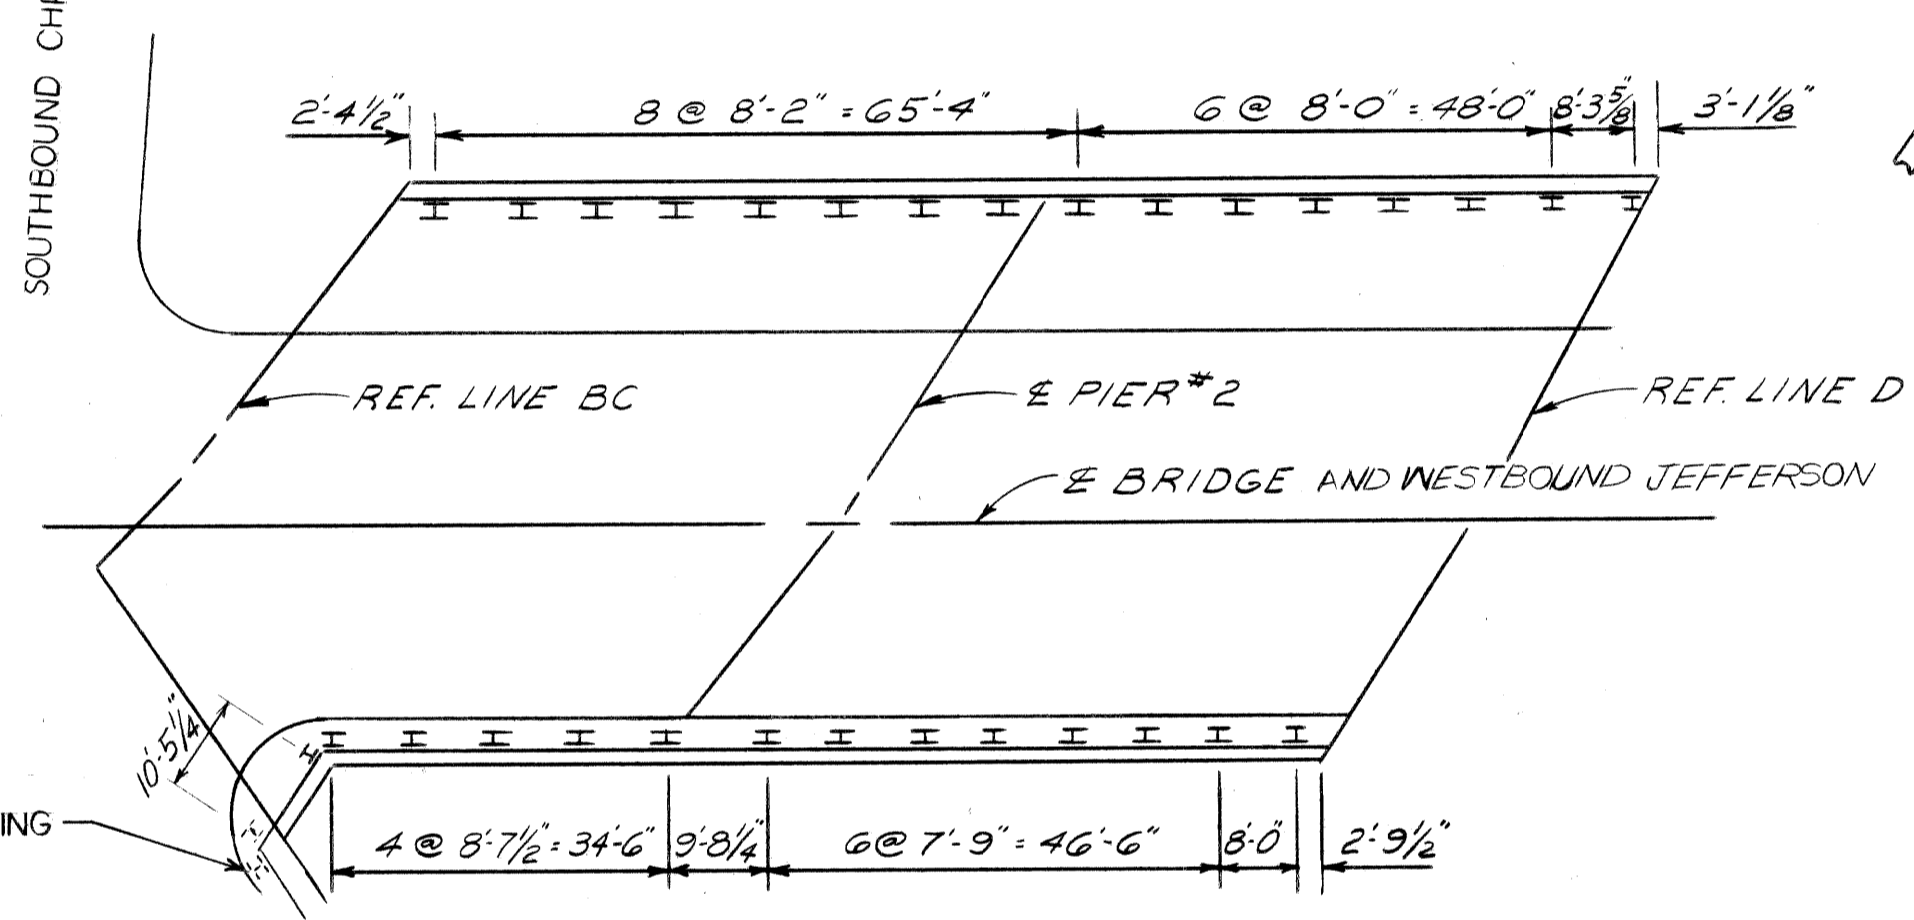 SOUTHBOUND
2'-4½"
8 @ 8'-2" = 65'-4"
6 @ 8'-0" = 48'-0"
8'-3⅝"
3'-1⅛"
REF. LINE BC
℄ PIER #2
REF. LINE D
℄ BRIDGE AND WESTBOUND JEFFERSON
10'-5¼"
ING
4 @ 8'-7½" = 34'-6"
9'-8¼"
6 @ 7'-9" = 46'-6"
8'-0"
2'-9½"